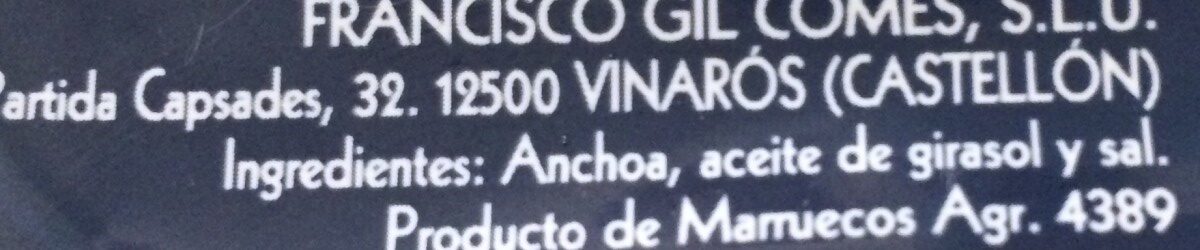 FRANCISCO GIL COMES, S.L.U.
Partida Capsades, 32. 12500 VINARÓS (CASTELLÓN)
Ingredientes: Anchoa, aceite de girasol y sal.
Producto de Marruecos Agr. 4389